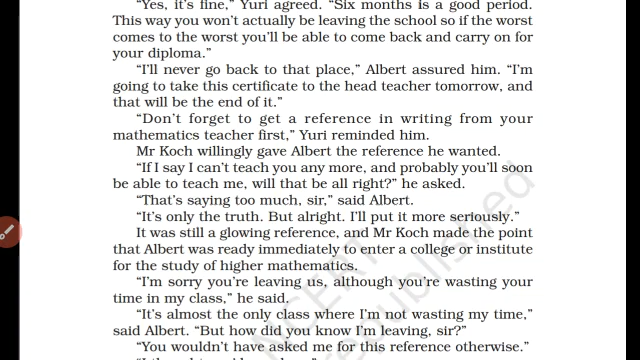 “Yes, it’s fine,” Yuri agreed. “Six months is a good period.
This way you won’t actually be leaving the school so if the worst
comes to the worst you’ll be able to come back and carry on for
your diploma.”
“I’ll never go back to that place,” Albert assured him. “I’m
going to take this certificate to the head teacher tomorrow, and
that will be the end of it.”
“Don’t forget to get a reference in writing from your
mathematics teacher first,” Yuri reminded him.
Mr Koch willingly gave Albert the reference he wanted.
“If I say I can’t teach you any more, and probably you’ll soon
be able to teach me, will that be all right?” he asked.
“That’s saying too much, sir,” said Albert.
“It’s only the truth. But alright. I’ll put it more seriously.”
It was still a glowing reference, and Mr Koch made the point
that Albert was ready immediately to enter a college or institute
for the study of higher mathematics.
“I’m sorry you’re leaving us, although you’re wasting your
time in my class,” he said.
“It’s almost the only class where I’m not wasting my time,”
said Albert. “But how did you know I’m leaving, sir?”
“You wouldn’t have asked me for this reference otherwise.”
NCERT
republished